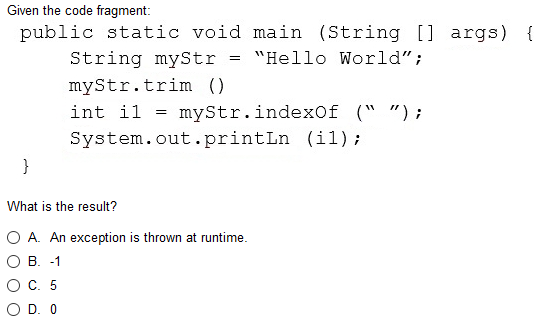 Given the code fragment:
public static void main (String [] args) {
String myStr = “Hello World”;
myStr.trim ()
int i1 = myStr.indexOf (“ ”);
System.out.printLn (i1);
}
What is the result?
A. An exception is thrown at runtime.
B. -1
C. 5
D. 0